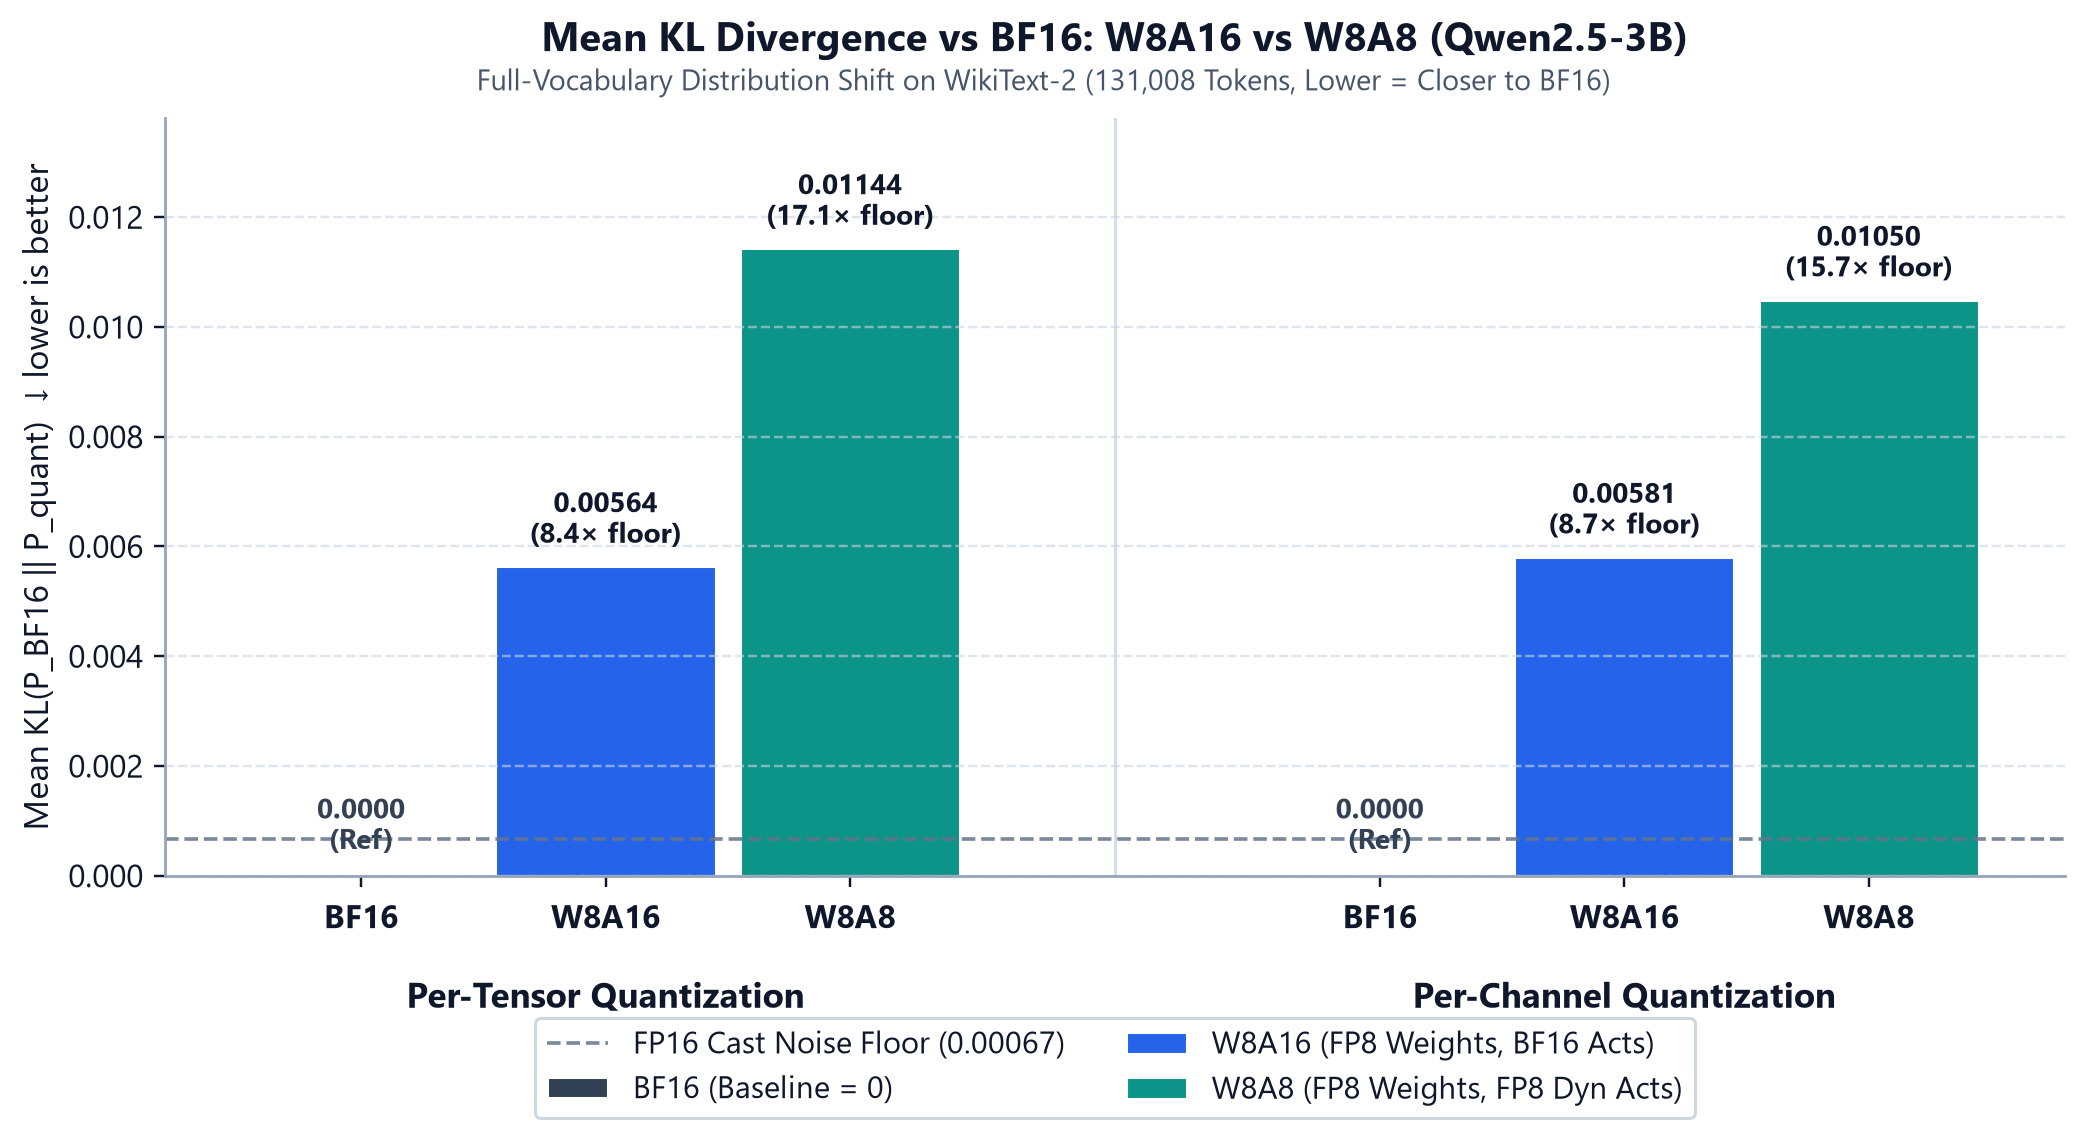 Mean KL Divergence vs BF16: W8A16 vs W8A8 (Qwen2.5-3B)
Full-Vocabulary Distribution Shift on WikiText-2 (131,008 Tokens, Lower = Closer to BF16)
Mean KL(P_BF16 || P_quant) ↓ lower is better
0.012
0.010
0.008
0.006
0.004
0.002
0.000
0.0000
(Ref)
0.00564
(8.4× floor)
0.01144
(17.1× floor)
0.0000
(Ref)
0.00581
(8.7× floor)
0.01050
(15.7× floor)
BF16
W8A16
W8A8
BF16
W8A16
W8A8
Per-Tensor Quantization
Per-Channel Quantization
FP16 Cast Noise Floor (0.00067)
BF16 (Baseline = 0)
W8A16 (FP8 Weights, BF16 Acts)
W8A8 (FP8 Weights, FP8 Dyn Acts)